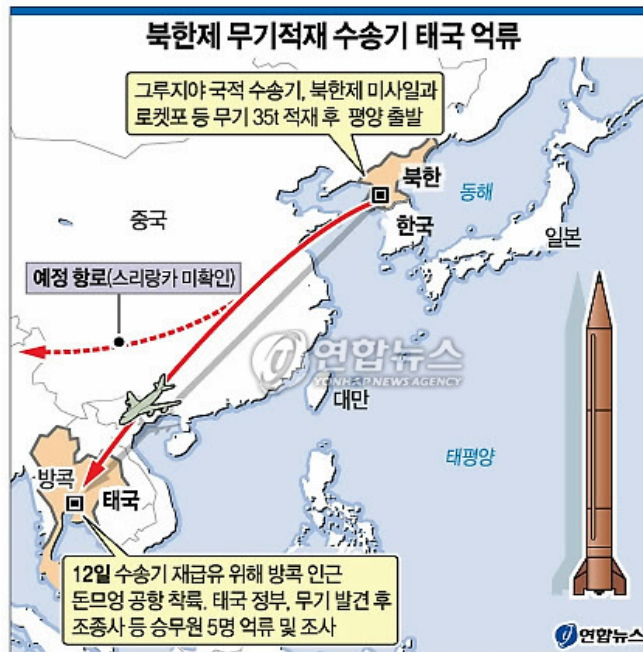 북한제 무기적재 수송기 태국 억류
그루지야 국적 수송기, 북한제 미사일과
로켓포 등 무기 35t 적재 후 평양 출발
북한
동해
중국
한국
일본
예정 항로(스리랑카 미확인)
연합뉴스
YONHAP NEWS AGENCY
대만
태평양
방콕
태국
12일 수송기 재급유 위해 방콕 인근
돈므엉 공항 착륙. 태국 정부, 무기 발견 후
조종사 등 승무원 5명 억류 및 조사
연합뉴스